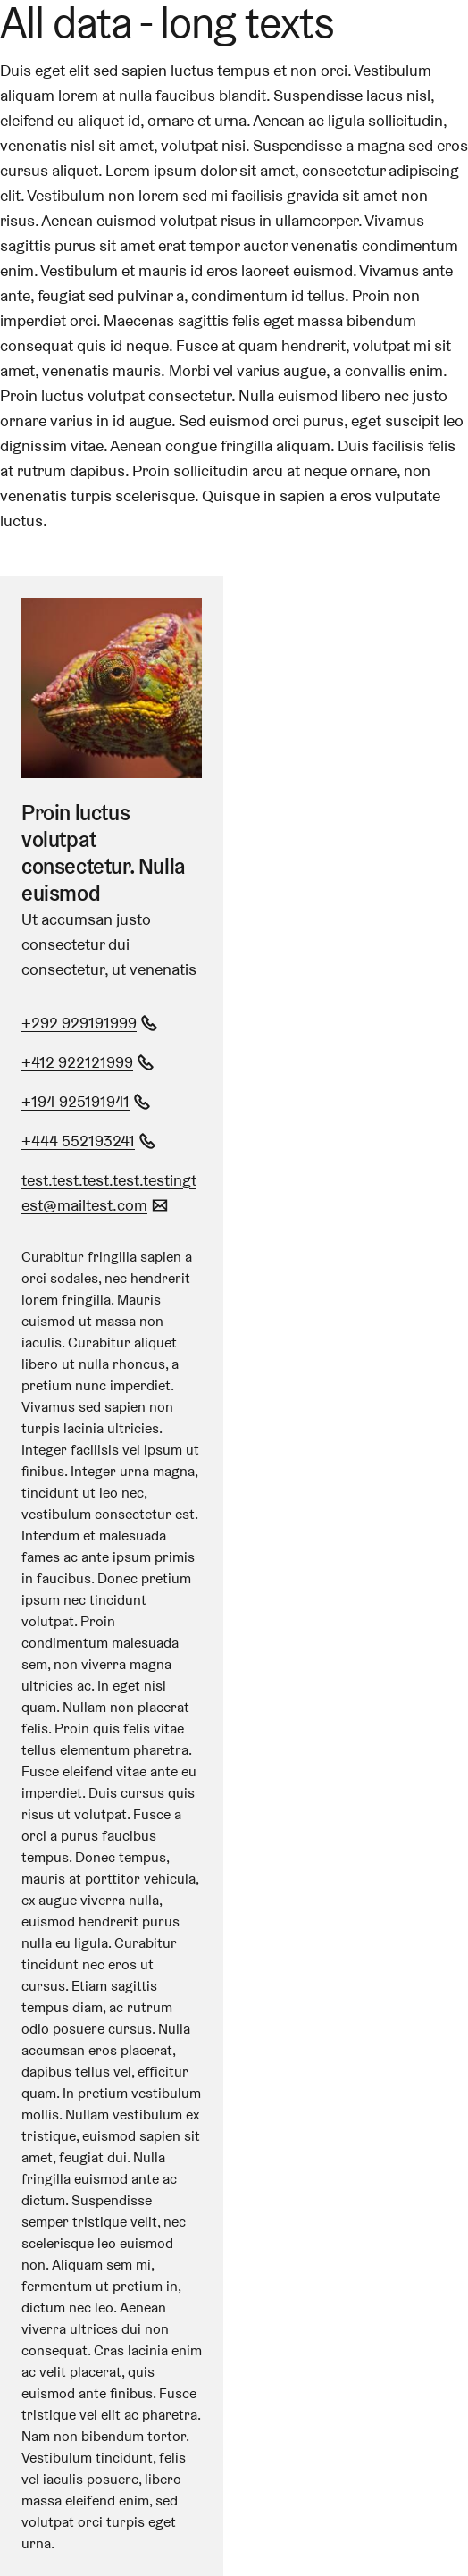 All data - long texts
Duis eget elit sed sapien luctus tempus et non orci. Vestibulum
aliquam lorem at nulla faucibus blandit. Suspendisse lacus nisl,
eleifend eu aliquet id, ornare et urna. Aenean ac ligula sollicitudin,
venenatis nisl sit amet, volutpat nisi. Suspendisse a magna sed eros
cursus aliquet. Lorem ipsum dolor sit amet, consectetur adipiscing
elit. Vestibulum non lorem sed mi facilisis gravida sit amet non
risus. Aenean euismod volutpat risus in ullamcorper. Vivamus
sagittis purus sit amet erat tempor auctor venenatis condimentum
enim. Vestibulum et mauris id eros laoreet euismod. Vivamus ante
ante, feugiat sed pulvinar a, condimentum id tellus. Proin non
imperdiet orci. Maecenas sagittis felis eget massa bibendum
consequat quis id neque. Fusce at quam hendrerit, volutpat mi sit
amet, venenatis mauris. Morbi vel varius augue, a convallis enim.
Proin luctus volutpat consectetur. Nulla euismod libero nec justo
ornare varius in id augue. Sed euismod orci purus, eget suscipit leo
dignissim vitae. Aenean congue fringilla aliquam. Duis facilisis felis
at rutrum dapibus. Proin sollicitudin arcu at neque ornare, non
venenatis turpis scelerisque. Quisque in sapien a eros vulputate
luctus.
Proin luctus
volutpat
consectetur. Nulla
euismod
Ut accumsan justo
consectetur dui
consectetur, ut venenatis
+292 929191999
+412 922121999
+194 925191941
+444 552193241
test.test.test.test.testingt
est@mailtest.com
Curabitur fringilla sapien a
orci sodales, nec hendrerit
lorem fringilla. Mauris
euismod ut massa non
iaculis. Curabitur aliquet
libero ut nulla rhoncus, a
pretium nunc imperdiet.
Vivamus sed sapien non
turpis lacinia ultricies.
Integer facilisis vel ipsum ut
finibus. Integer urna magna,
tincidunt ut leo nec,
vestibulum consectetur est.
Interdum et malesuada
fames ac ante ipsum primis
in faucibus. Donec pretium
ipsum nec tincidunt
volutpat. Proin
condimentum malesuada
sem, non viverra magna
ultricies ac. In eget nisl
quam. Nullam non placerat
felis. Proin quis felis vitae
tellus elementum pharetra.
Fusce eleifend vitae ante eu
imperdiet. Duis cursus quis
risus ut volutpat. Fusce a
orci a purus faucibus
tempus. Donec tempus,
mauris at porttitor vehicula,
ex augue viverra nulla,
euismod hendrerit purus
nulla eu ligula. Curabitur
tincidunt nec eros ut
cursus. Etiam sagittis
tempus diam, ac rutrum
odio posuere cursus. Nulla
accumsan eros placerat,
dapibus tellus vel, efficitur
quam. In pretium vestibulum
mollis. Nullam vestibulum ex
tristique, euismod sapien sit
amet, feugiat dui. Nulla
fringilla euismod ante ac
dictum. Suspendisse
semper tristique velit, nec
scelerisque leo euismod
non. Aliquam sem mi,
fermentum ut pretium in,
dictum nec leo. Aenean
viverra ultrices dui non
consequat. Cras lacinia enim
ac velit placerat, quis
euismod ante finibus. Fusce
tristique vel elit ac pharetra.
Nam non bibendum tortor.
Vestibulum tincidunt, felis
vel iaculis posuere, libero
massa eleifend enim, sed
volutpat orci turpis eget
urna.